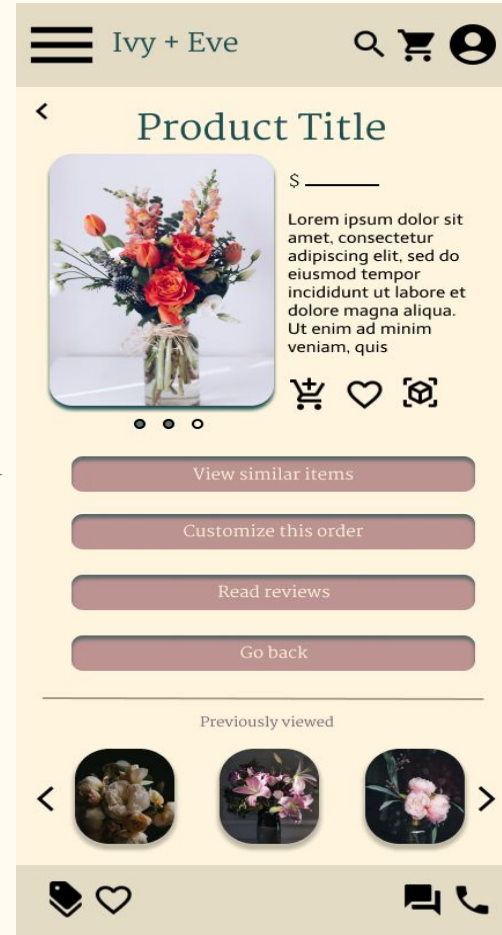 Ivy + Eve
Product Title
$
Lorem ipsum dolor sit
amet, consectetur
adipiscing elit, sed do
eiusmod tempor
incididunt ut labore et
dolore magna aliqua.
Ut enim ad minim
veniam, quis
View similar items
Customize this order
Read reviews
Go back
Previously viewed